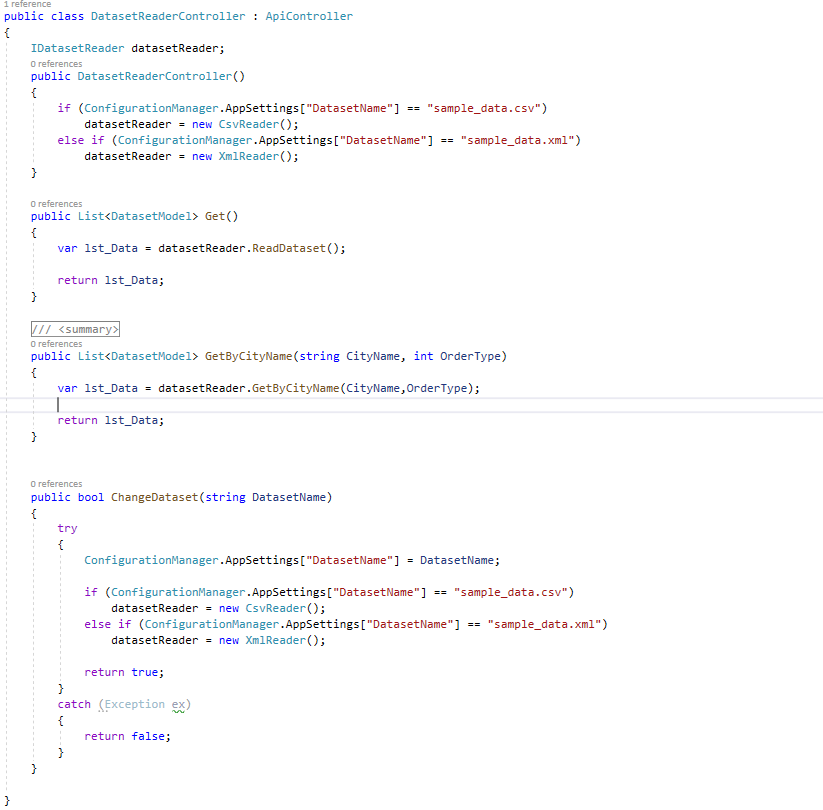 1 reference
public class DatasetReaderController : ApiController
{
IDatasetReader datasetReader;
0 references
public DatasetReaderController()
{
if (ConfigurationManager.AppSettings["DatasetName"] == "sample_data.csv")
datasetReader = new CsvReader();
else if (ConfigurationManager.AppSettings["DatasetName"] == "sample_data.xml")
datasetReader = new XmlReader();
}
0 references
public List<DatasetModel> Get()
{
var lst_Data = datasetReader.ReadDataset();
return lst_Data;
}
/// <summary>
0 references
public List<DatasetModel> GetByCityName(string CityName, int OrderType)
{
var lst_Data = datasetReader.GetByCityName(CityName,OrderType);
return lst_Data;
}
0 references
public bool ChangeDataset(string DatasetName)
{
try
{
ConfigurationManager.AppSettings["DatasetName"] = DatasetName;
if (ConfigurationManager.AppSettings["DatasetName"] == "sample_data.csv")
datasetReader = new CsvReader();
else if (ConfigurationManager.AppSettings["DatasetName"] == "sample_data.xml")
datasetReader = new XmlReader();
return true;
}
catch (Exception ex)
{
return false;
}
}
}